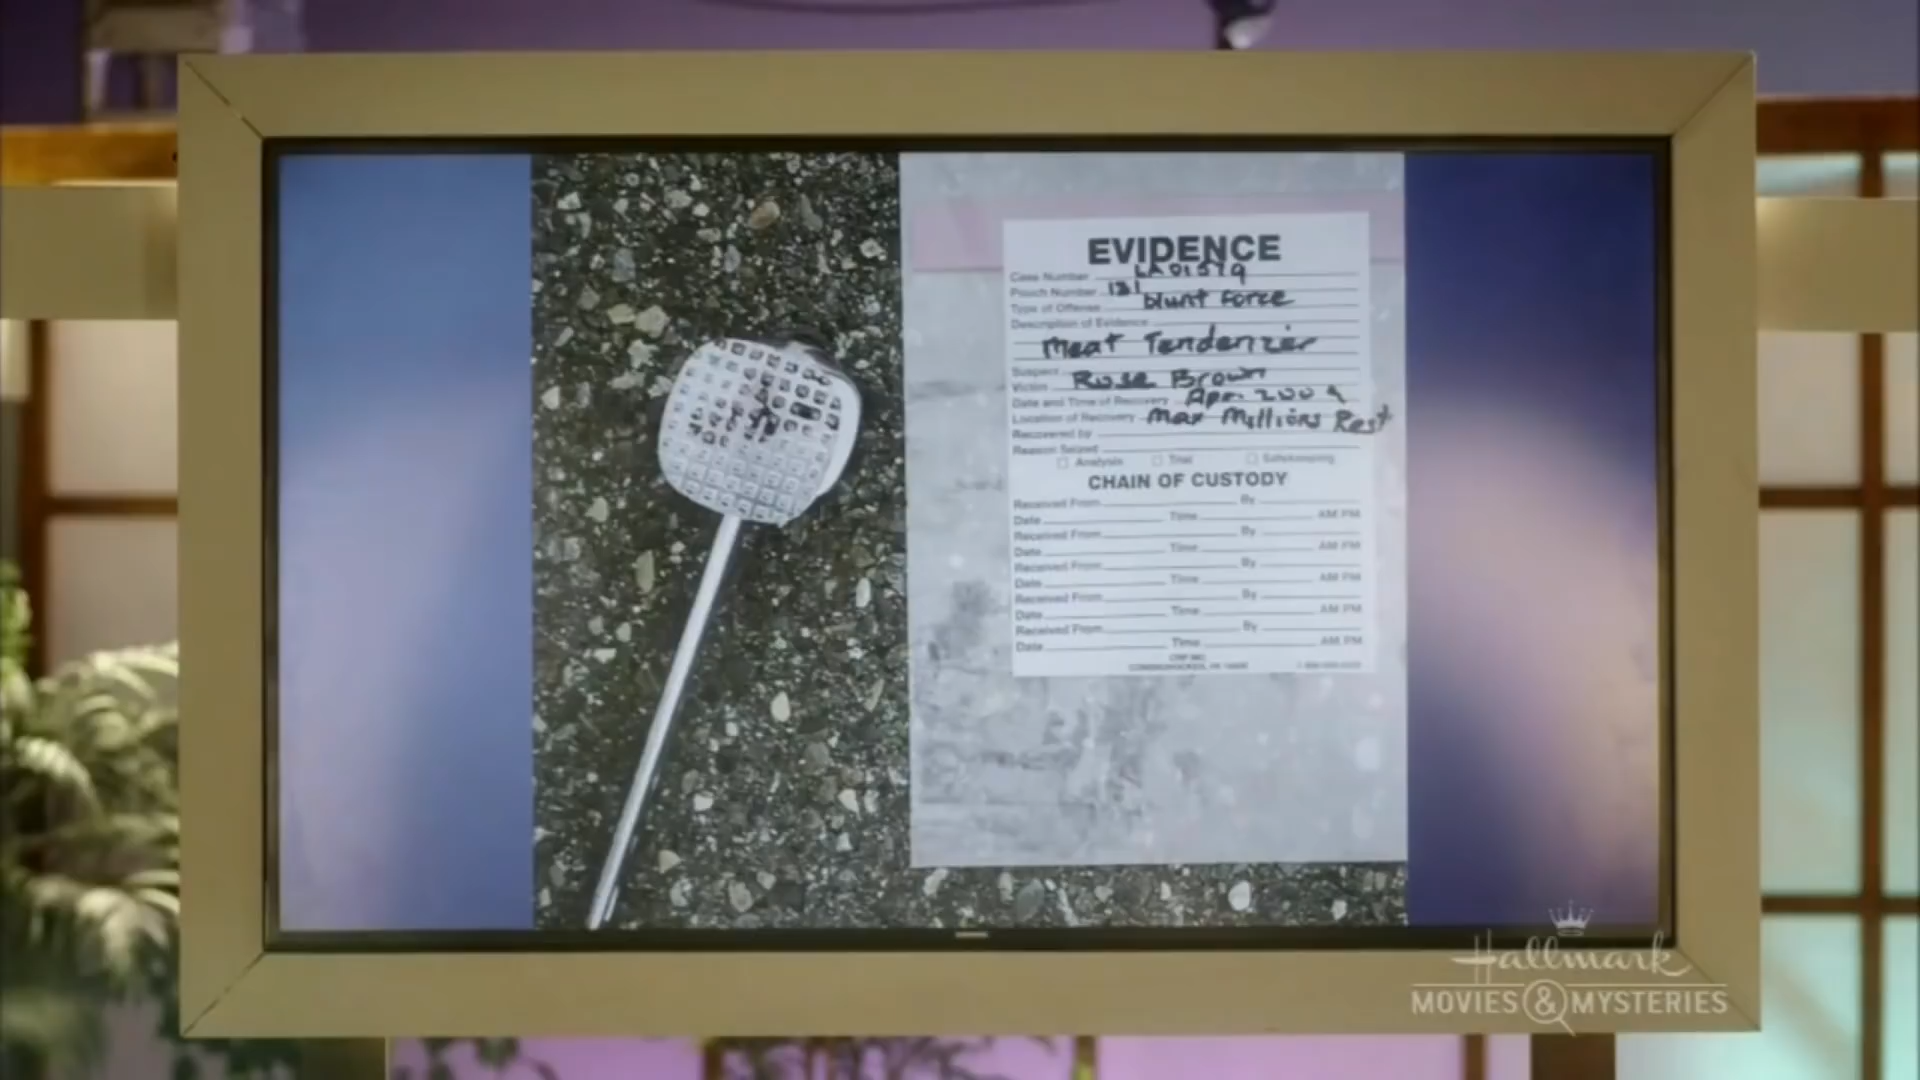 EVIDENCE
Case Number LA01579
Pouch Number 131
Type of Offense blunt force
Description of Evidence
Meat Tenderizer
Suspect
Victim Rose Brown
Date and Time of Recovery Apr. 2009
Location of Recovery Max Millions Rest
Recovered by
Reason Seized
Analysis Trial Safekeeping
CHAIN OF CUSTODY
Received From By
Date Time AM PM
Received From By
Date Time AM PM
Received From By
Date Time AM PM
Received From By
Date Time AM PM
Received From By
Date Time AM PM
Hallmark
MOVIES & MYSTERIES